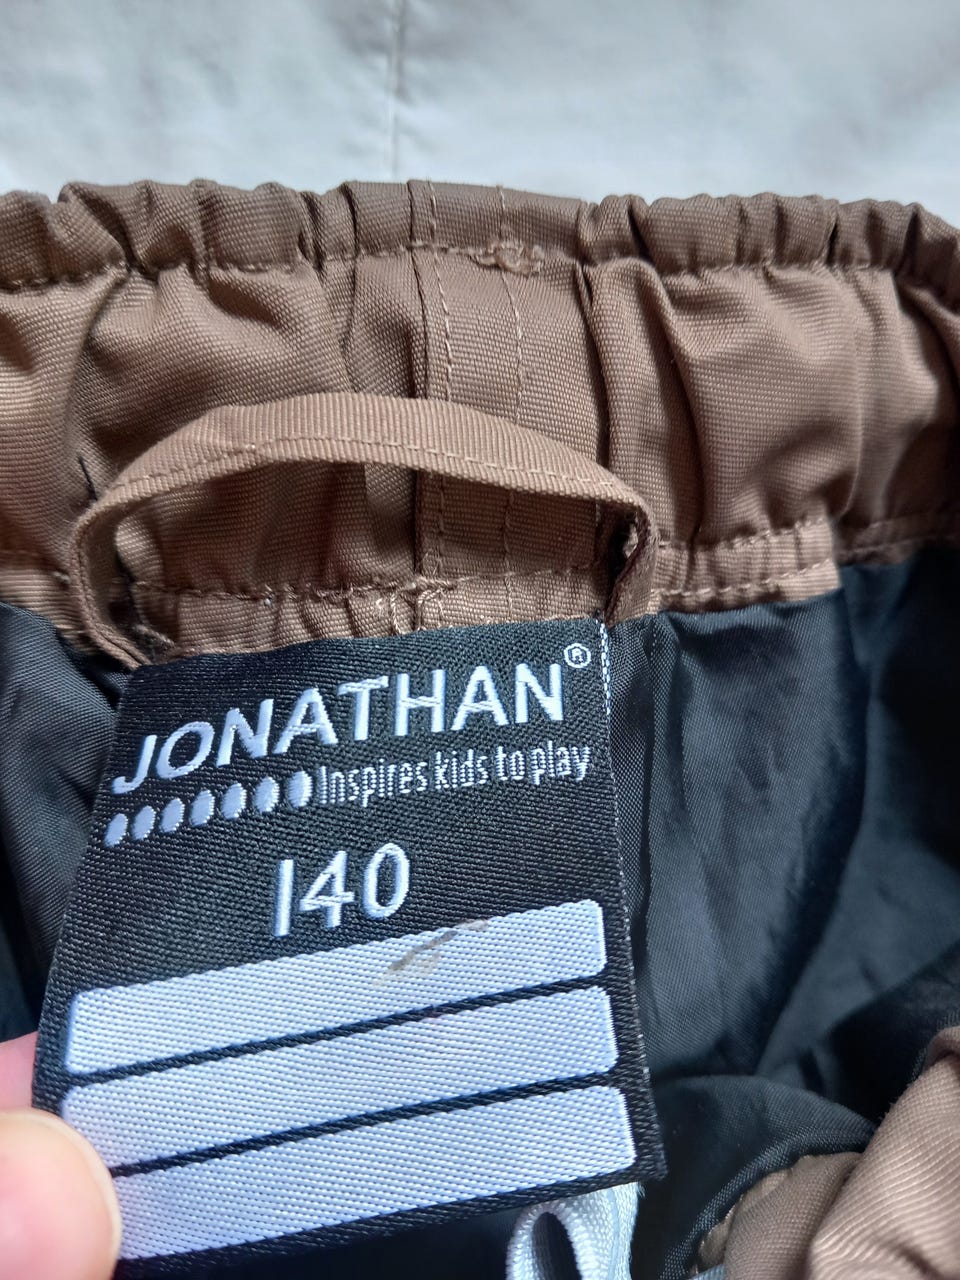 JONATHAN®
Inspires kids to play
140